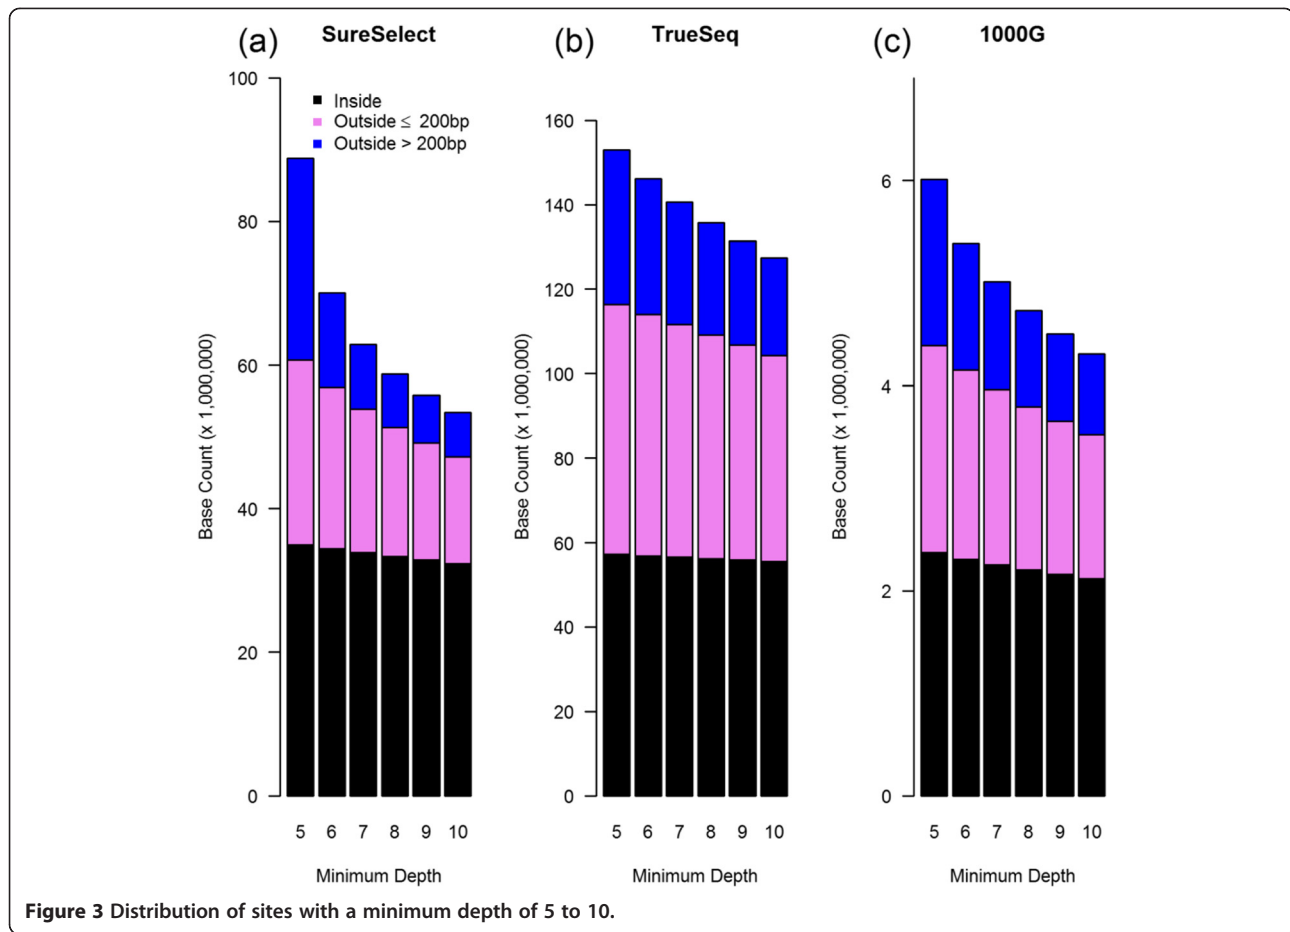 (a) SureSelect
100
80
60
40
20
0
Base Count (x 1,000,000)
Inside
Outside ≤ 200bp
Outside > 200bp
5 6 7 8 9 10
Minimum Depth
(b) TrueSeq
160
140
120
100
80
60
40
20
0
Base Count (x 1,000,000)
5 6 7 8 9 10
Minimum Depth
(c) 1000G
6
4
2
0
Base Count (x 1,000,000)
5 6 7 8 9 10
Minimum Depth
Figure 3 Distribution of sites with a minimum depth of 5 to 10.